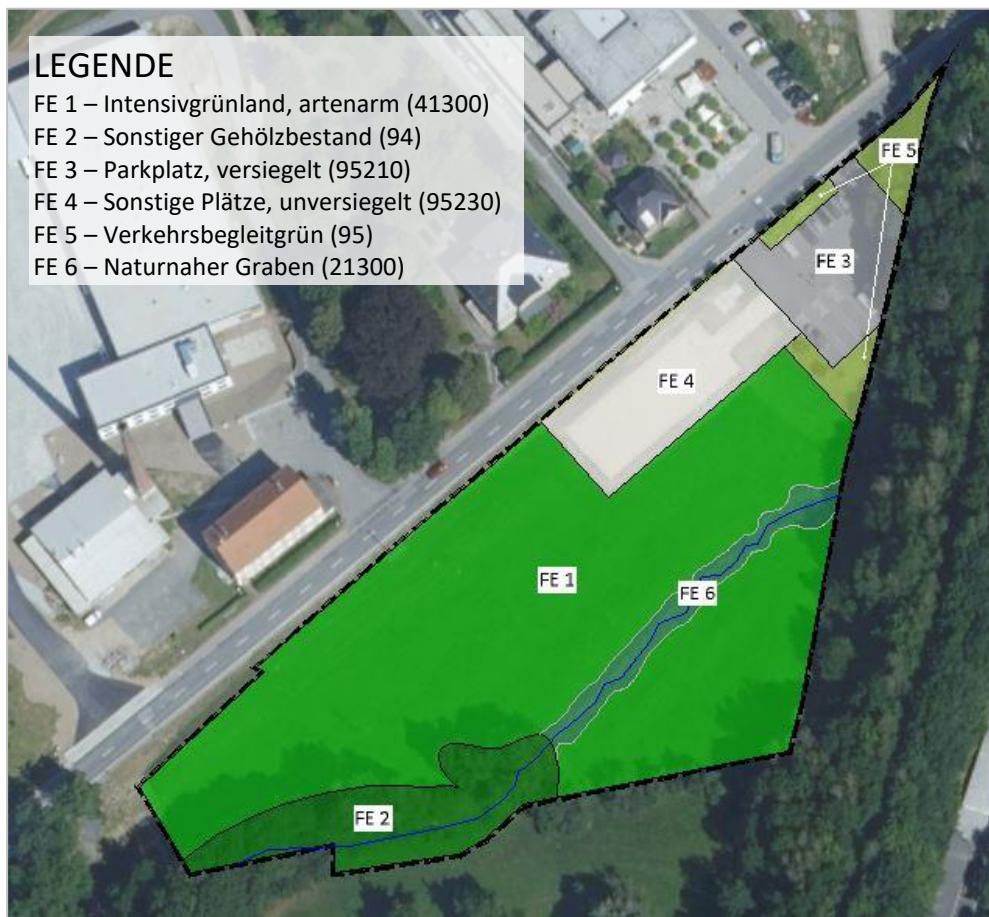 LEGENDE
FE 1 – Intensivgrünland, artenarm (41300)
FE 2 – Sonstiger Gehölzbestand (94)
FE 3 – Parkplatz, versiegelt (95210)
FE 4 – Sonstige Plätze, unversiegelt (95230)
FE 5 – Verkehrsbegleitgrün (95)
FE 6 – Naturnaher Graben (21300)
FE 5
FE 3
FE 4
FE 1
FE 6
FE 2